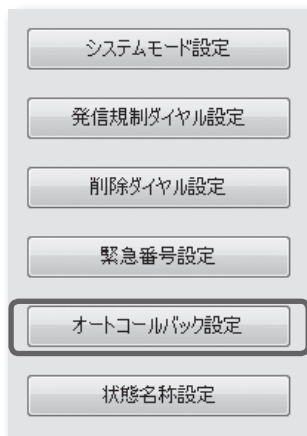 システムモード設定
発信規制ダイヤル設定
削除ダイヤル設定
緊急番号設定
オートコールバック設定
状態名称設定